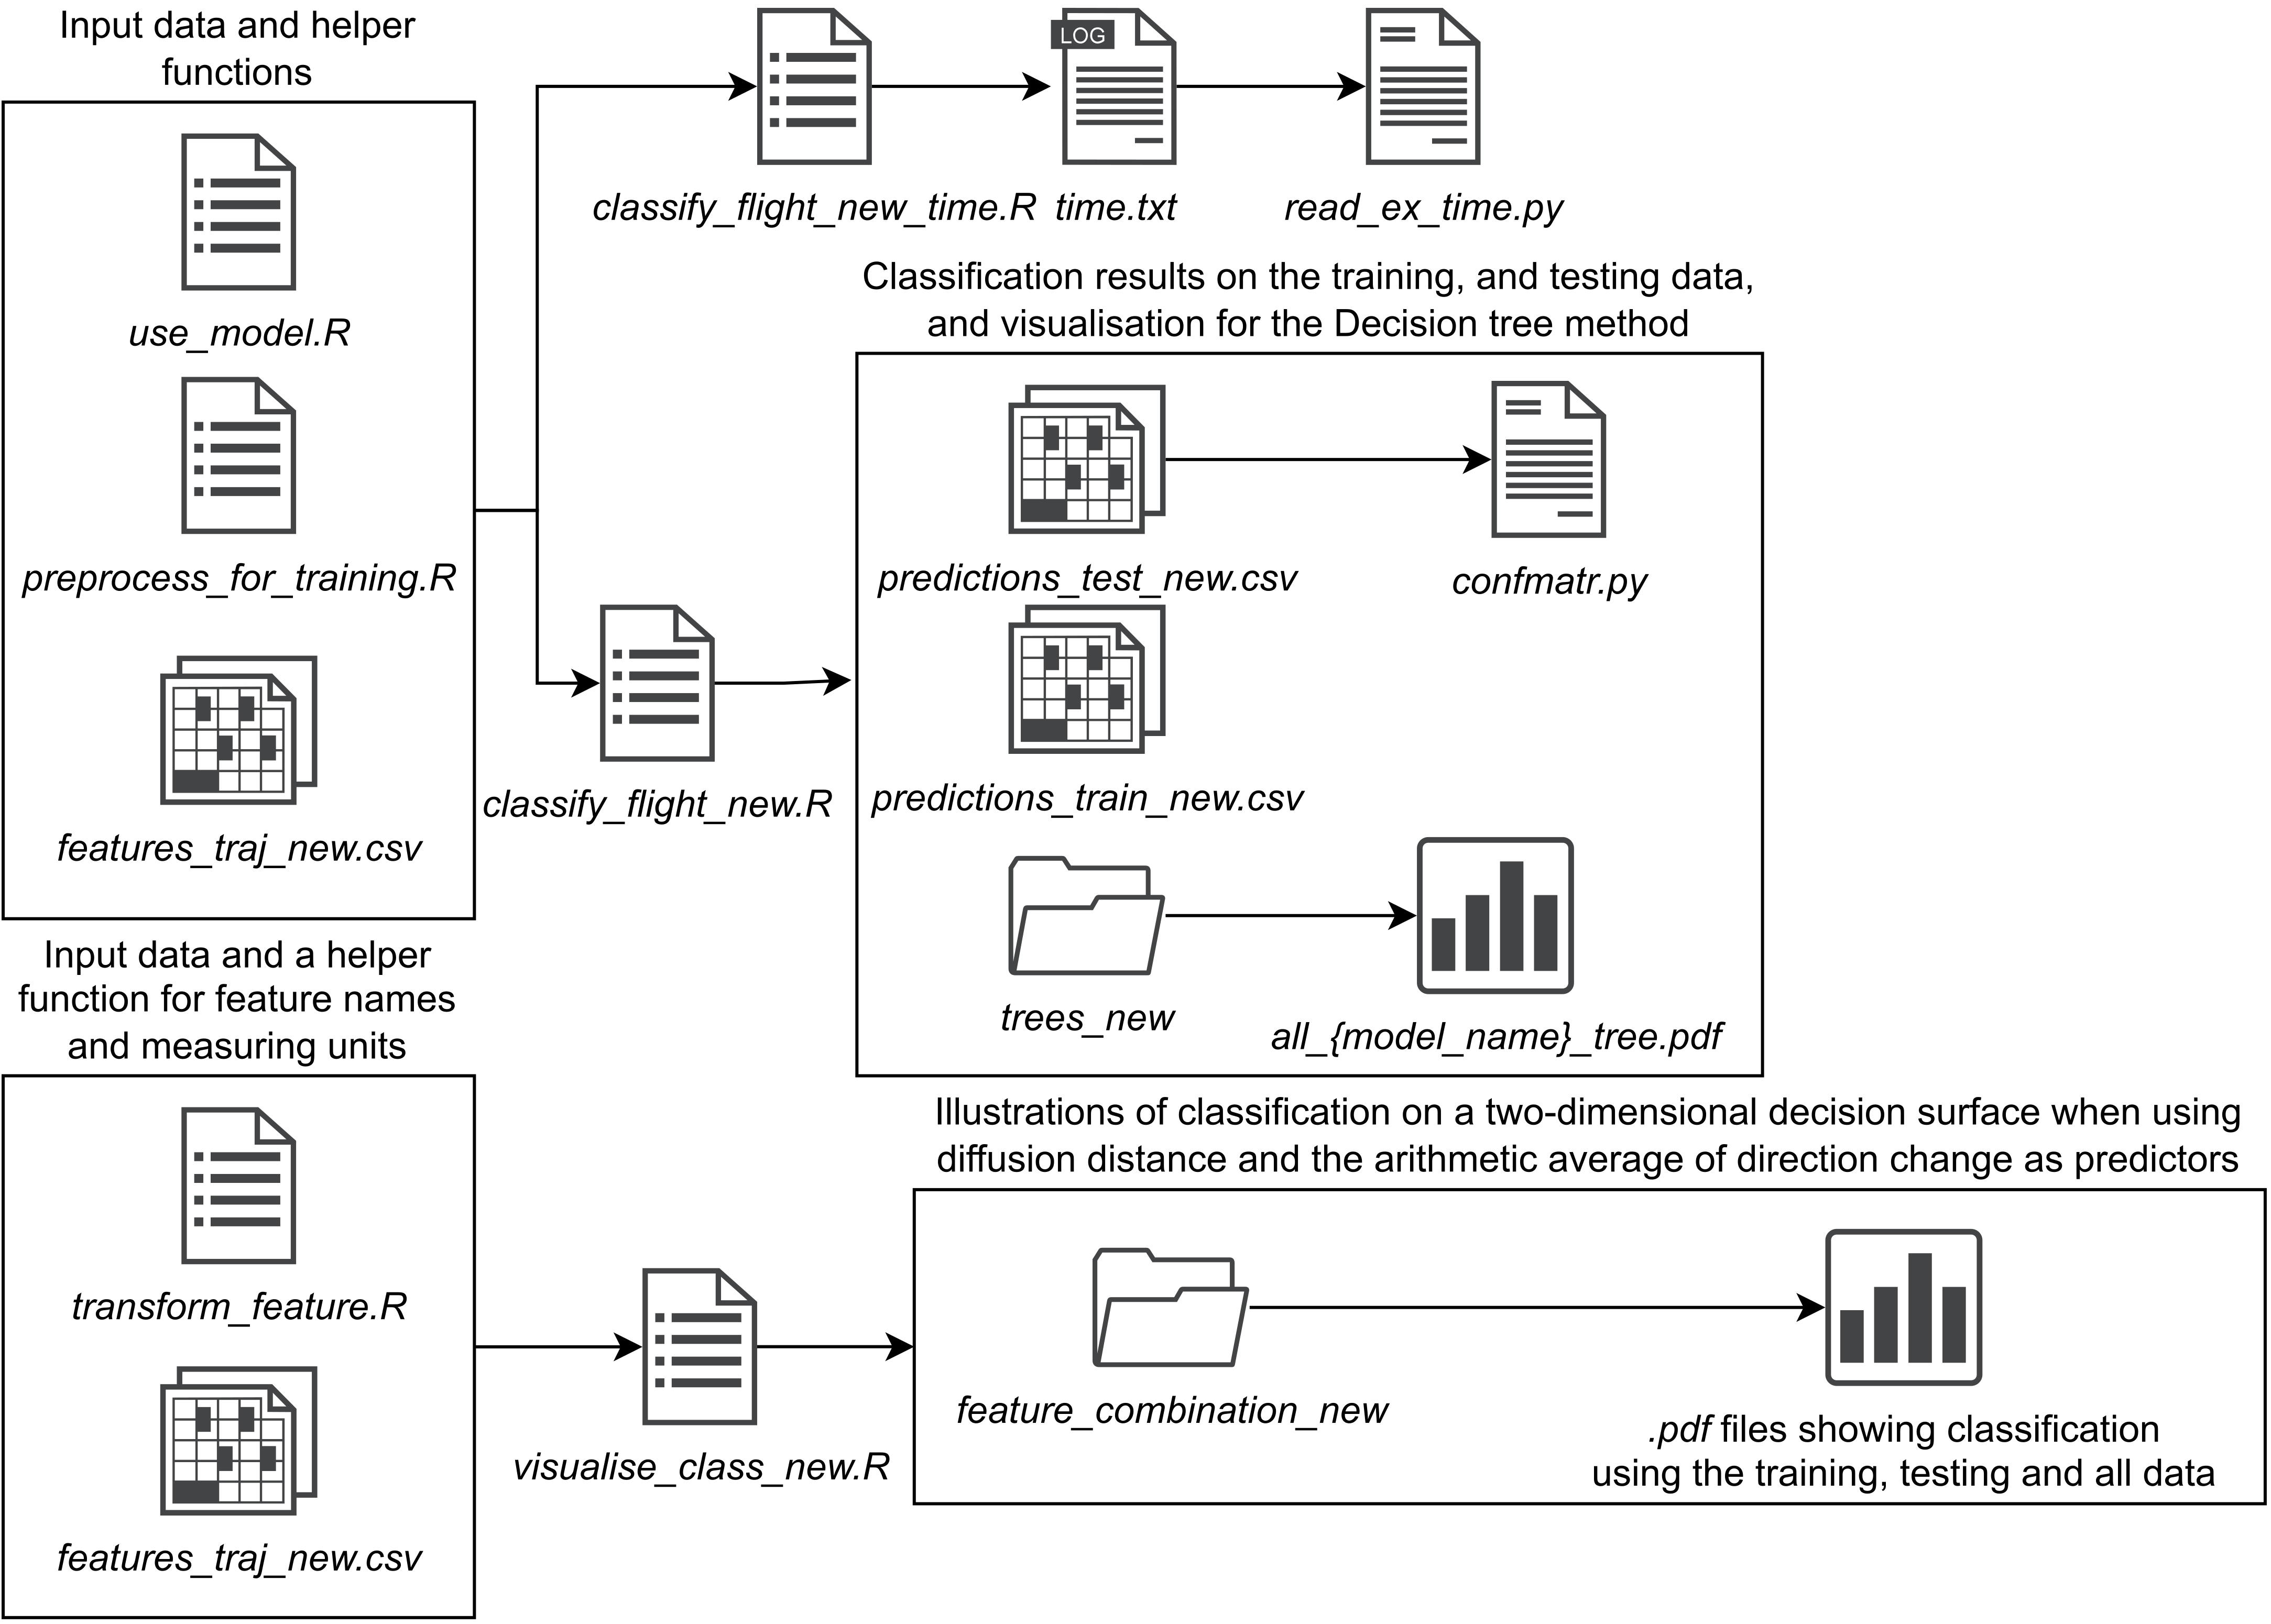 Input data and helper
functions
use_model.R
preprocess_for_training.R
features_traj_new.csv
LOG
classify_flight_new_time.R
time.txt
read_ex_time.py
classify_flight_new.R
Classification results on the training, and testing data,
and visualisation for the Decision tree method
predictions_test_new.csv
confmatr.py
predictions_train_new.csv
trees_new
all_{model_name}_tree.pdf
Input data and a helper
function for feature names
and measuring units
transform_feature.R
features_traj_new.csv
visualise_class_new.R
Illustrations of classification on a two-dimensional decision surface when using
diffusion distance and the arithmetic average of direction change as predictors
feature_combination_new
.pdf files showing classification
using the training, testing and all data